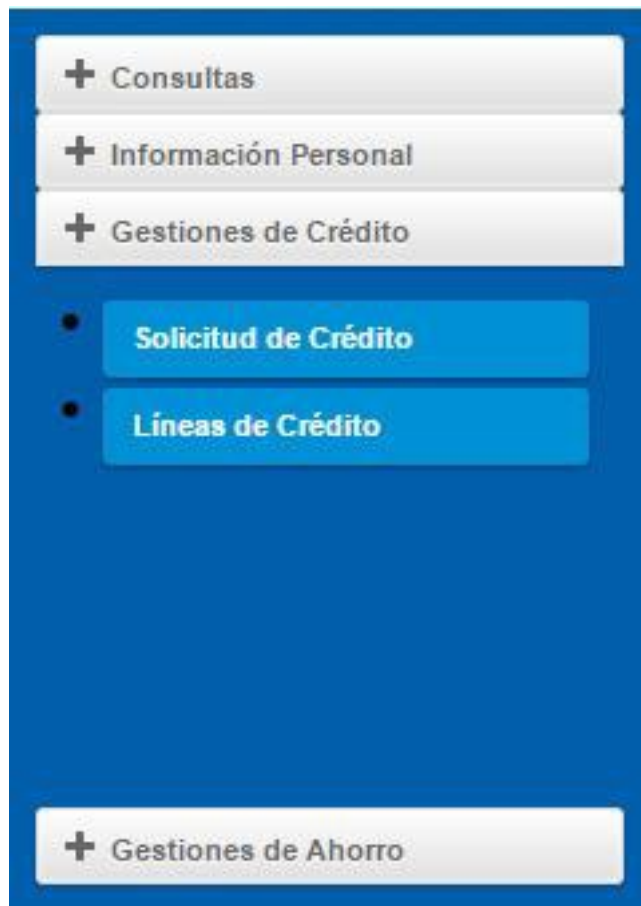 Consultas
Información Personal
Gestiones de Crédito
Solicitud de Crédito
Líneas de Crédito
Gestiones de Ahorro